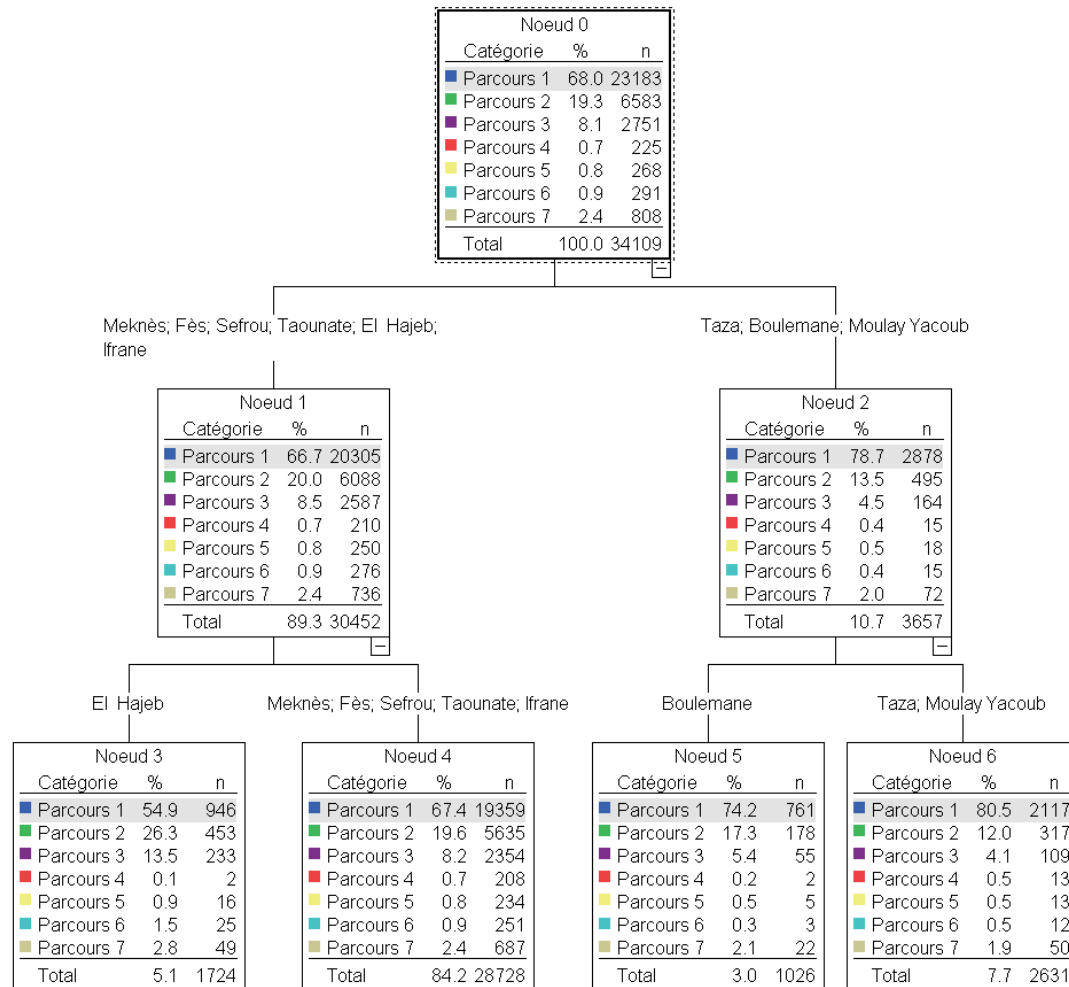 Noeud 0
Catégorie % n
Parcours 1 68.0 23183
Parcours 2 19.3 6583
Parcours 3 8.1 2751
Parcours 4 0.7 225
Parcours 5 0.8 268
Parcours 6 0.9 291
Parcours 7 2.4 808
Total 100.0 34109
Meknès; Fès; Sefrou; Taounate; El Hajeb;
Ifrane
Taza; Boulemane; Moulay Yacoub
Noeud 1
Catégorie % n
Parcours 1 66.7 20305
Parcours 2 20.0 6088
Parcours 3 8.5 2587
Parcours 4 0.7 210
Parcours 5 0.8 250
Parcours 6 0.9 276
Parcours 7 2.4 736
Total 89.3 30452
Noeud 2
Catégorie % n
Parcours 1 78.7 2878
Parcours 2 13.5 495
Parcours 3 4.5 164
Parcours 4 0.4 15
Parcours 5 0.5 18
Parcours 6 0.4 15
Parcours 7 2.0 72
Total 10.7 3657
El Hajeb
Meknès; Fès; Sefrou; Taounate; Ifrane
Boulemane
Taza; Moulay Yacoub
Noeud 3
Catégorie % n
Parcours 1 54.9 946
Parcours 2 26.3 453
Parcours 3 13.5 233
Parcours 4 0.1 2
Parcours 5 0.9 16
Parcours 6 1.5 25
Parcours 7 2.8 49
Total 5.1 1724
Noeud 4
Catégorie % n
Parcours 1 67.4 19359
Parcours 2 19.6 5635
Parcours 3 8.2 2354
Parcours 4 0.7 208
Parcours 5 0.8 234
Parcours 6 0.9 251
Parcours 7 2.4 687
Total 84.2 28728
Noeud 5
Catégorie % n
Parcours 1 74.2 761
Parcours 2 17.3 178
Parcours 3 5.4 55
Parcours 4 0.2 2
Parcours 5 0.5 5
Parcours 6 0.3 3
Parcours 7 2.1 22
Total 3.0 1026
Noeud 6
Catégorie % n
Parcours 1 80.5 2117
Parcours 2 12.0 317
Parcours 3 4.1 109
Parcours 4 0.5 13
Parcours 5 0.5 13
Parcours 6 0.5 12
Parcours 7 1.9 50
Total 7.7 2631